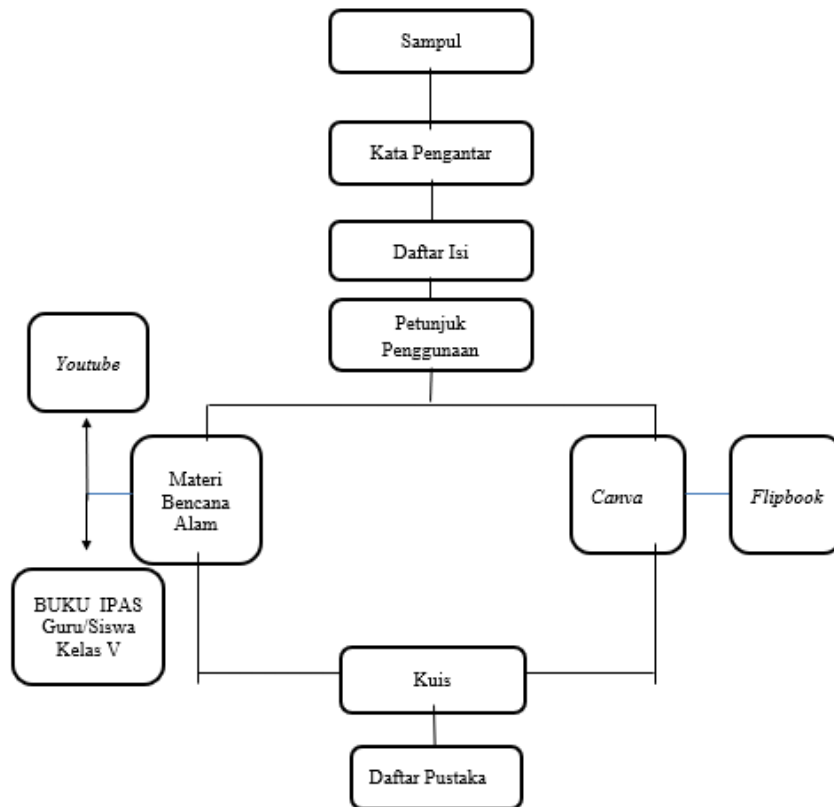 Sampul
Kata Pengantar
Daftar Isi
Petunjuk
Penggunaan
Youtube
Materi
Bencana
Alam
Canva
Flipbook
BUKU IPAS
Guru/Siswa
Kelas V
Kuis
Daftar Pustaka